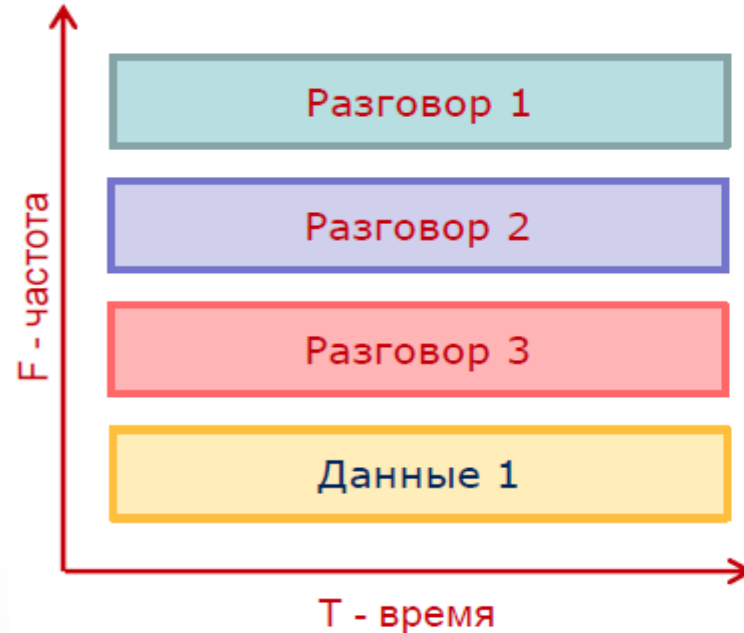 F - частота
Разговор 1
Разговор 2
Разговор 3
Данные 1
T - время